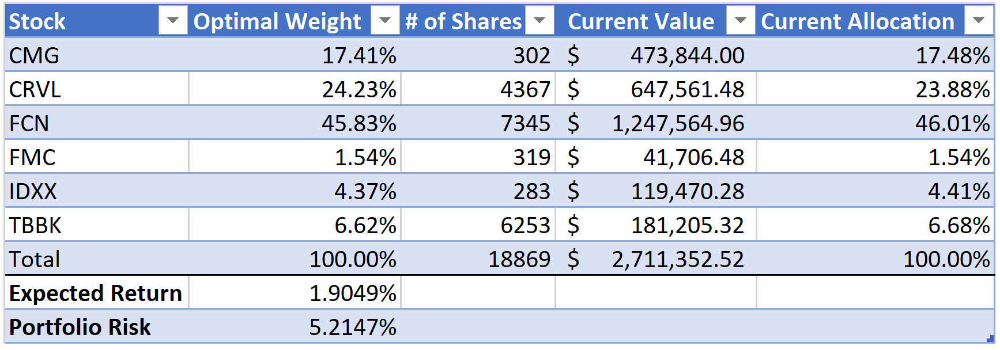 Stock Optimal Weight # of Shares Current Value Current Allocation
CMG 17.41% 302 $ 473,844.00 17.48%
CRVL 24.23% 4367 $ 647,561.48 23.88%
FCN 45.83% 7345 $ 1,247,564.96 46.01%
FMC 1.54% 319 $ 41,706.48 1.54%
IDXX 4.37% 283 $ 119,470.28 4.41%
TBBK 6.62% 6253 $ 181,205.32 6.68%
Total 100.00% 18869 $ 2,711,352.52 100.00%
Expected Return 1.9049%
Portfolio Risk 5.2147%